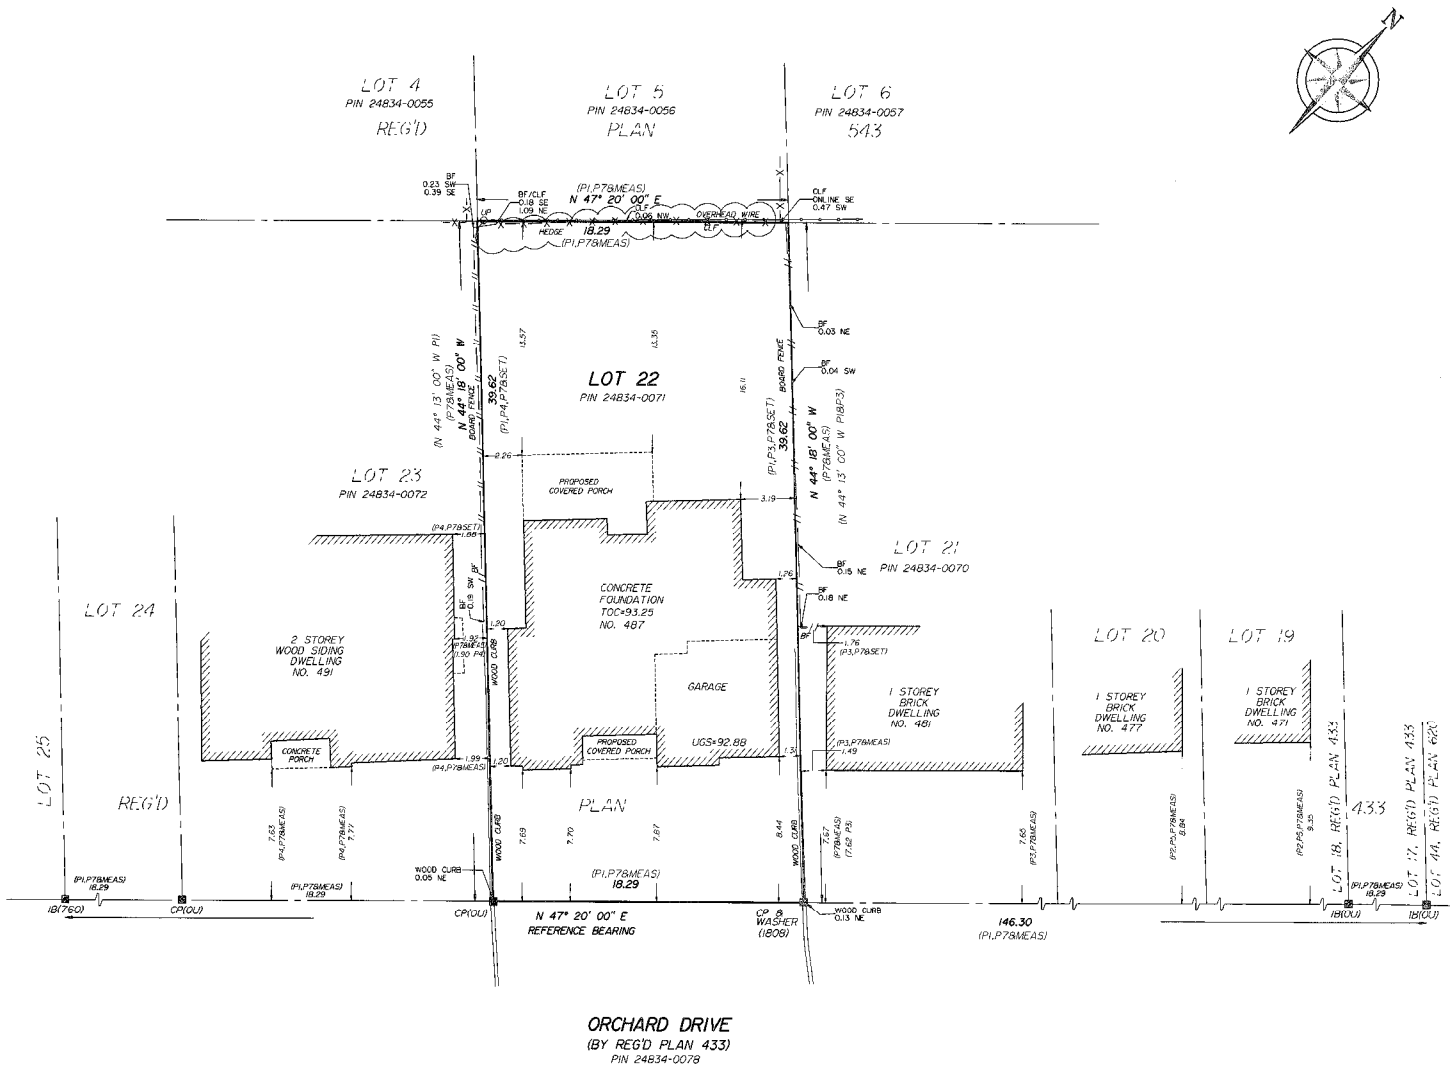 N
LOT 4
PIN 24834-0055
REG'D
LOT 5
PIN 24834-0056
PLAN
LOT 6
PIN 24834-0057
543
BF
0.23 SW
0.39 SE
BF/CLF
0.18 SE
1.09 NE
(P1,P7&MEAS)
N 47° 20' 00" E
CLF
0.06 NW
OVERHEAD WIRE
CLF
ONLINE SE
0.47 SW
UP
HEDGE
18.29
(P1,P7&MEAS)
CLF
(N 44° 13' 00" W P1)
(P7&MEAS)
N 44° 18' 00" W
BOARD FENCE
39.62
(P1,P4,P7&SET)
13.57
13.35
16.11
LOT 22
PIN 24834-0071
BOARD FENCE
(P1,P3,P7&SET)
39.62
N 44° 18' 00" W
(P7&MEAS)
(N 44° 13' 00" W P1&P3)
BF
0.03 NE
BF
0.04 SW
2.26
PROPOSED
COVERED PORCH
3.19
LOT 23
PIN 24834-0072
(P4,P7&SET)
1.86
LOT 21
PIN 24834-0070
BF
0.15 NE
BF
0.18 NE
1.26
BF
0.19 SW
BF
CONCRETE
FOUNDATION
TOC=93.25
NO. 487
LOT 24
2 STOREY
WOOD SIDING
DWELLING
NO. 491
1.20
1.92
(P7&MEAS)
(1.90 P4)
WOOD CURB
BF
1.76
(P3,P7&SET)
LOT 20
LOT 19
GARAGE
1 STOREY
BRICK
DWELLING
NO. 481
1 STOREY
BRICK
DWELLING
NO. 477
1 STOREY
BRICK
DWELLING
NO. 471
CONCRETE
PORCH
PROPOSED
COVERED PORCH
UGS=92.88
1.99
(P4,P7&MEAS)
1.20
1.31
(P3,P7&MEAS)
1.49
LOT 25
REG'D
PLAN
433
LOT 18, REG'D PLAN 433
LOT 17, REG'D PLAN 433
LOT 44, REG'D PLAN 620
7.63
(P4,P7&MEAS)
(P4,P7&MEAS)
7.77
WOOD CURB
7.69
7.70
7.87
8.44
WOOD CURB
7.67
(P7&MEAS)
(7.62 P3)
7.65
(P3,P7&MEAS)
(P2,P5,P7&MEAS)
8.84
(P2,P6,P7&MEAS)
9.35
WOOD CURB
0.05 NE
(P1,P7&MEAS)
18.29
(P1,P7&MEAS)
18.29
(P1,P7&MEAS)
18.29
(P1,P7&MEAS)
18.29
IB(760)
CP(OU)
CP(OU)
N 47° 20' 00" E
REFERENCE BEARING
CP &
WASHER
(1808)
WOOD CURB
0.13 NE
146.30
(P1,P7&MEAS)
IB(OU)
IB(OU)
ORCHARD DRIVE
(BY REG'D PLAN 433)
PIN 24834-0078